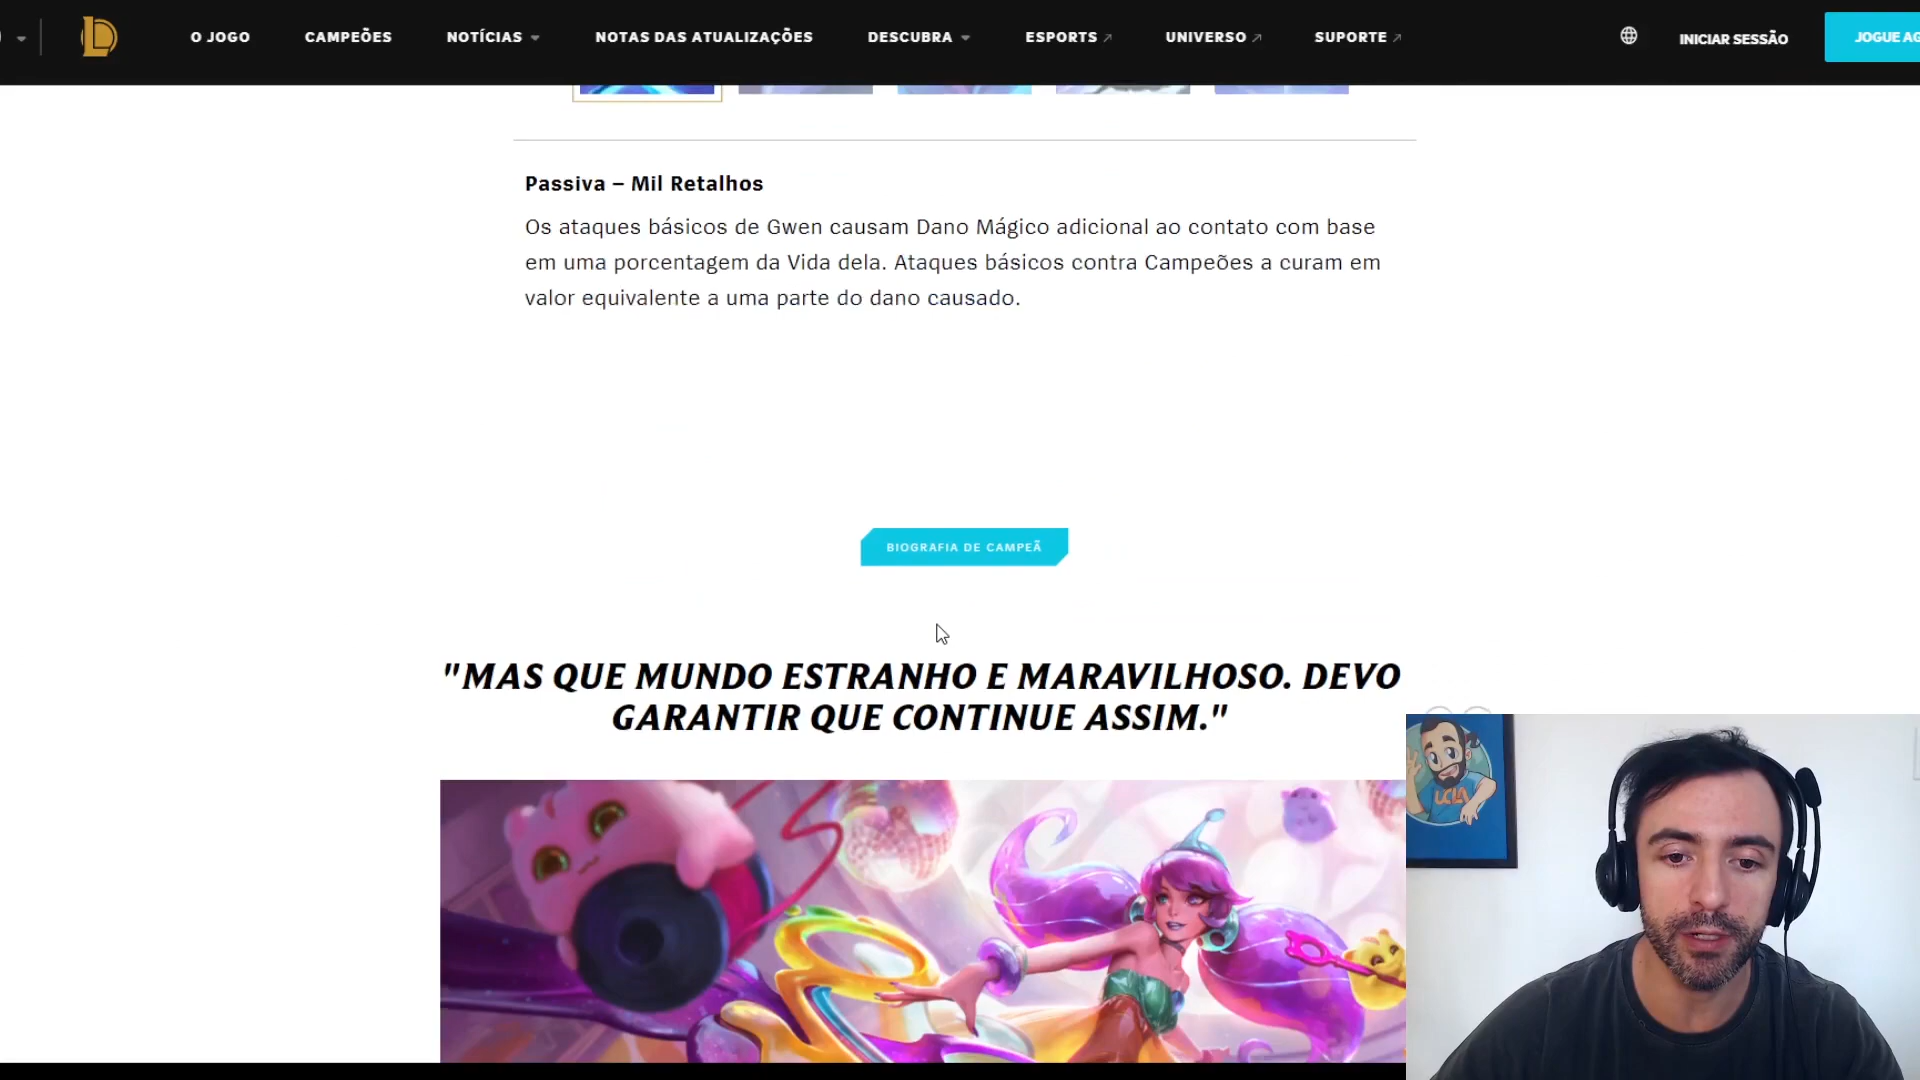 O JOGO
CAMPEÕES
NOTÍCIAS
NOTAS DAS ATUALIZAÇÕES
DESCUBRA
ESPORTS
UNIVERSO
SUPORTE
INICIAR SESSÃO
JOGUE AG
Passiva – Mil Retalhos
Os ataques básicos de Gwen causam Dano Mágico adicional ao contato com base
em uma porcentagem da Vida dela. Ataques básicos contra Campeões a curam em
valor equivalente a uma parte do dano causado.
BIOGRAFIA DE CAMPEÃ
"MAS QUE MUNDO ESTRANHO E MARAVILHOSO. DEVO
GARANTIR QUE CONTINUE ASSIM."
UCLA